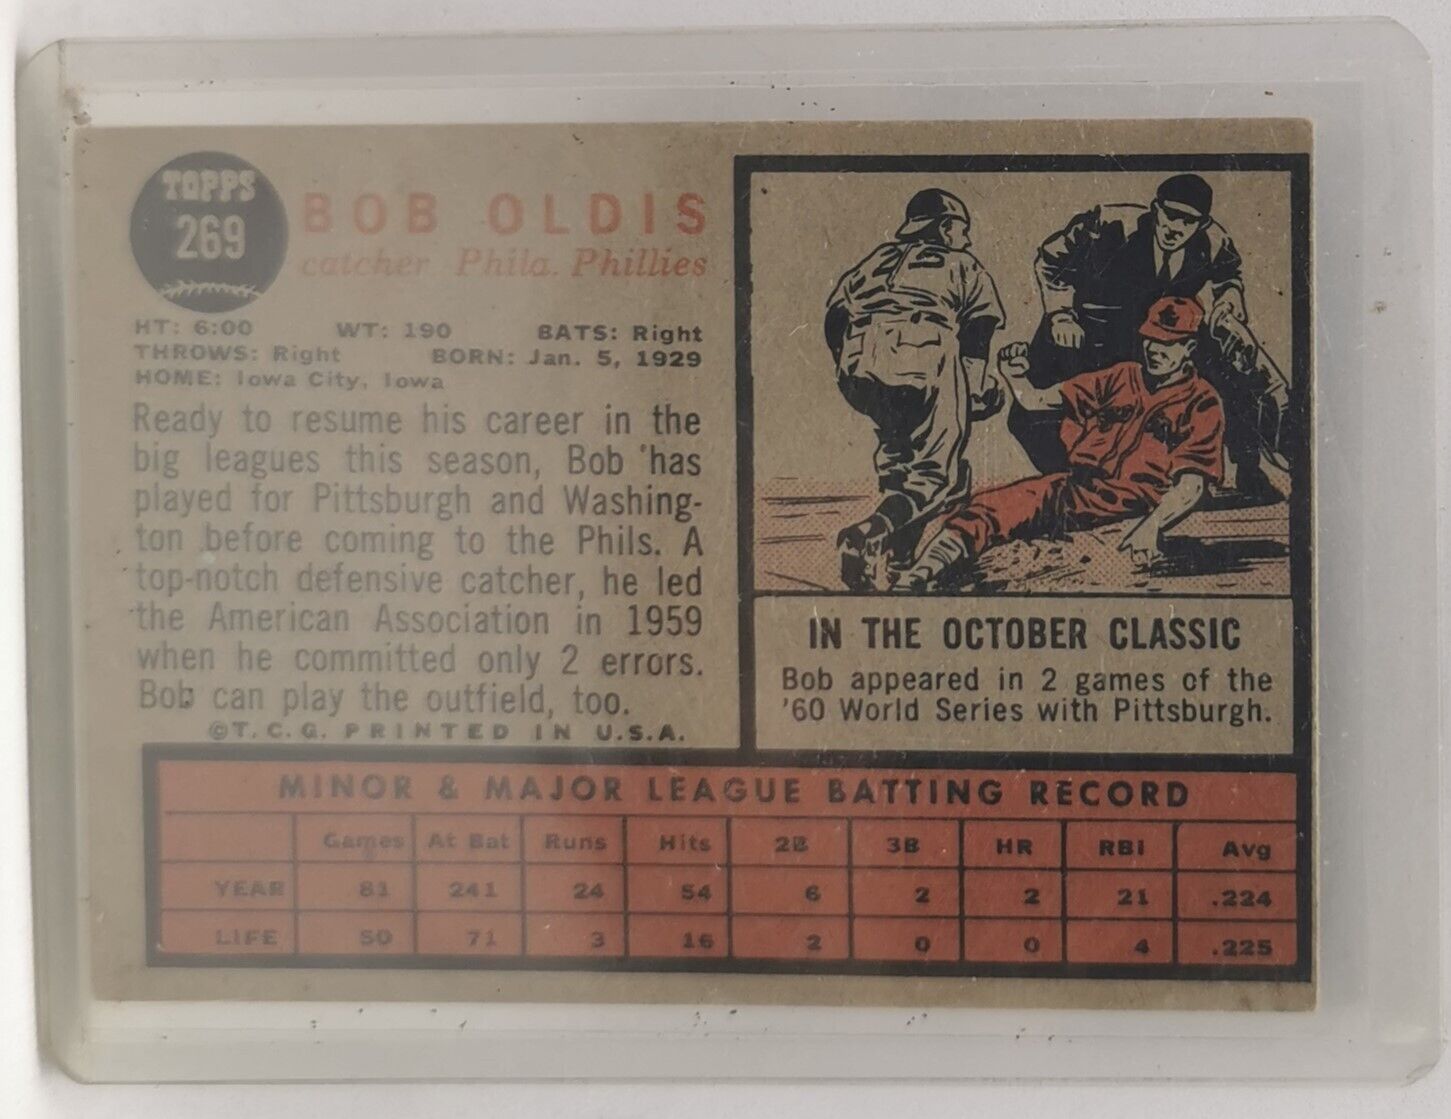 TOPPS
269
BOB OLDIS
catcher Phila. Phillies
HT: 6:00 WT: 190 BATS: Right
THROWS: Right BORN: Jan. 5, 1929
HOME: Iowa City, Iowa
Ready to resume his career in the
big leagues this season, Bob has
played for Pittsburgh and Washing-
ton before coming to the Phils. A
top-notch defensive catcher, he led
the American Association in 1959
when he committed only 2 errors.
Bob can play the outfield, too.
©T.C.G. PRINTED IN U.S.A.
IN THE OCTOBER CLASSIC
Bob appeared in 2 games of the
'60 World Series with Pittsburgh.
MINOR & MAJOR LEAGUE BATTING RECORD
Games At Bat Runs Hits 2B 3B HR RBI Avg
YEAR 81 241 24 54 6 2 2 21 .224
LIFE 50 71 3 16 2 0 0 4 .225